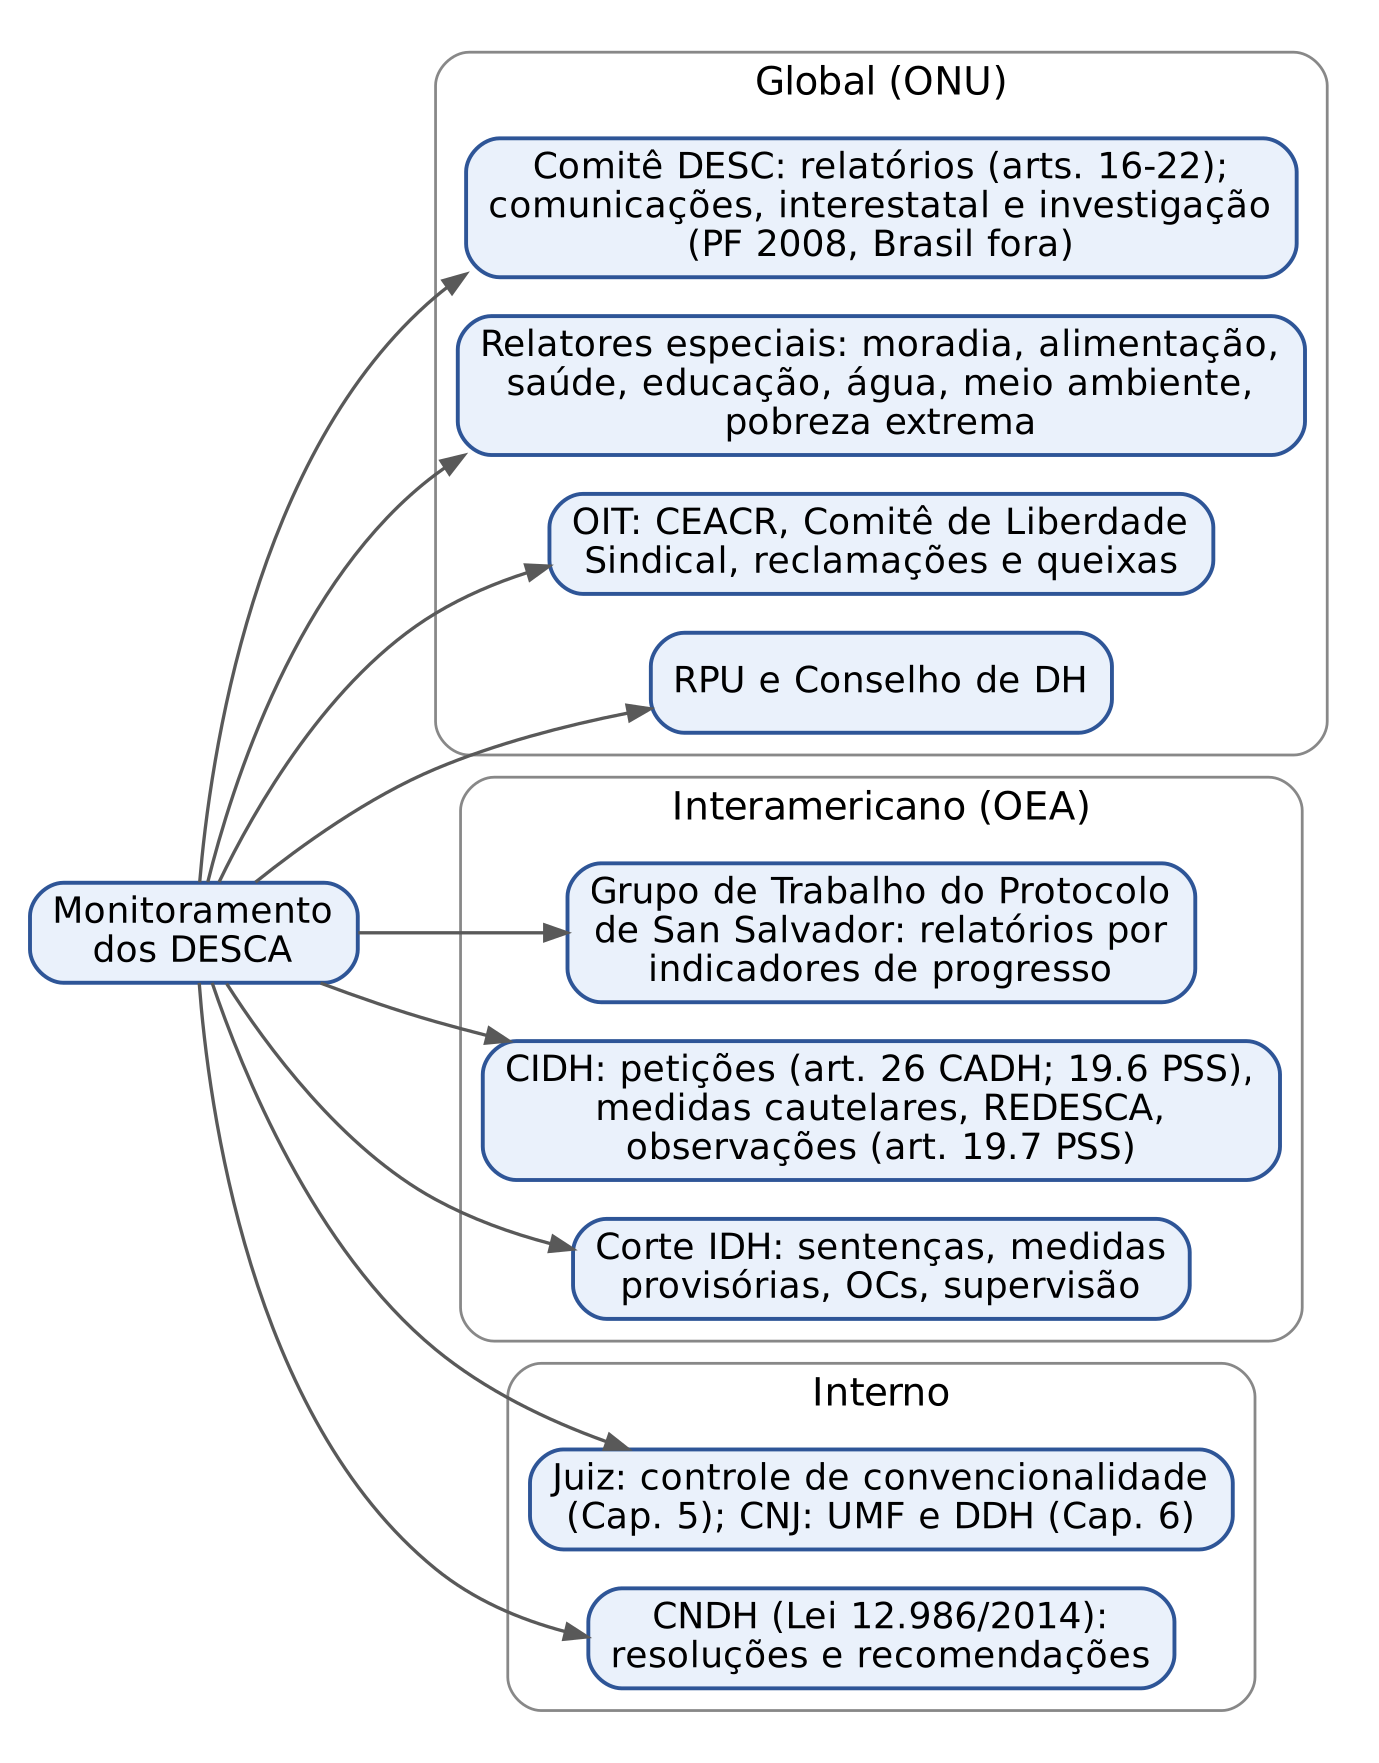 Global (ONU)
Comitê DESC: relatórios (arts. 16-22);
comunicações, interestatal e investigação
(PF 2008, Brasil fora)
Relatores especiais: moradia, alimentação,
saúde, educação, água, meio ambiente,
pobreza extrema
OIT: CEACR, Comitê de Liberdade
Sindical, reclamações e queixas
RPU e Conselho de DH
Monitoramento
dos DESCA
Interamericano (OEA)
Grupo de Trabalho do Protocolo
de San Salvador: relatórios por
indicadores de progresso
CIDH: petições (art. 26 CADH; 19.6 PSS),
medidas cautelares, REDESCA,
observações (art. 19.7 PSS)
Corte IDH: sentenças, medidas
provisórias, OCs, supervisão
Interno
Juiz: controle de convencionalidade
(Cap. 5); CNJ: UMF e DDH (Cap. 6)
CNDH (Lei 12.986/2014):
resoluções e recomendações